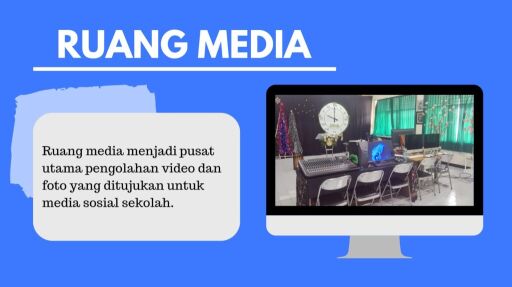 RUANG MEDIA
Ruang media menjadi pusat
utama pengolahan video dan
foto yang ditujukan untuk
media sosial sekolah.